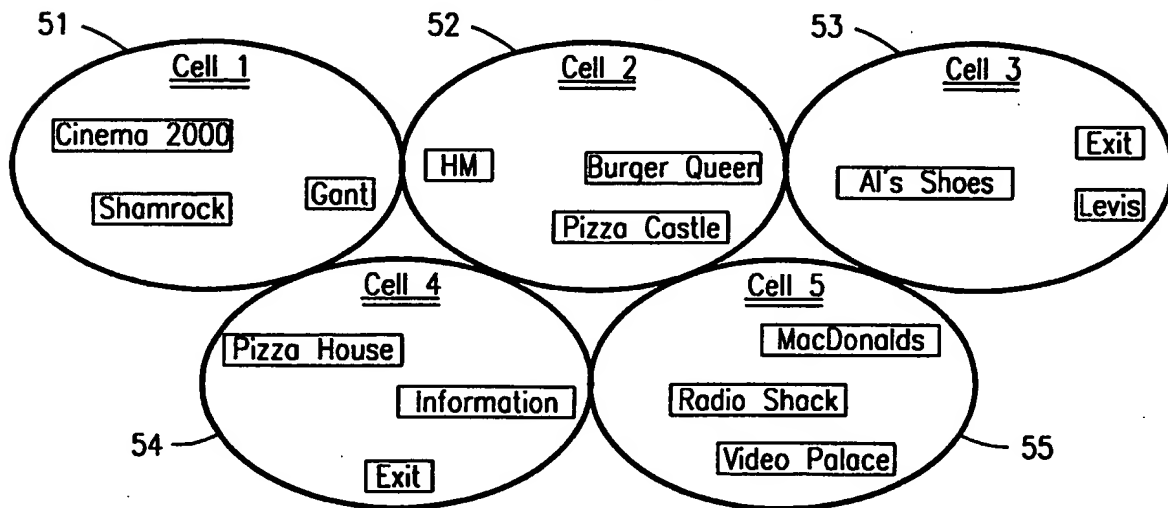 51
52
53
Cell 1
Cell 2
Cell 3
Cinema 2000
Shamrock
Gant
HM
Burger Queen
Pizza Castle
Exit
Al's Shoes
Levis
Cell 4
Cell 5
Pizza House
Information
Exit
MacDonalds
Radio Shack
Video Palace
54
55